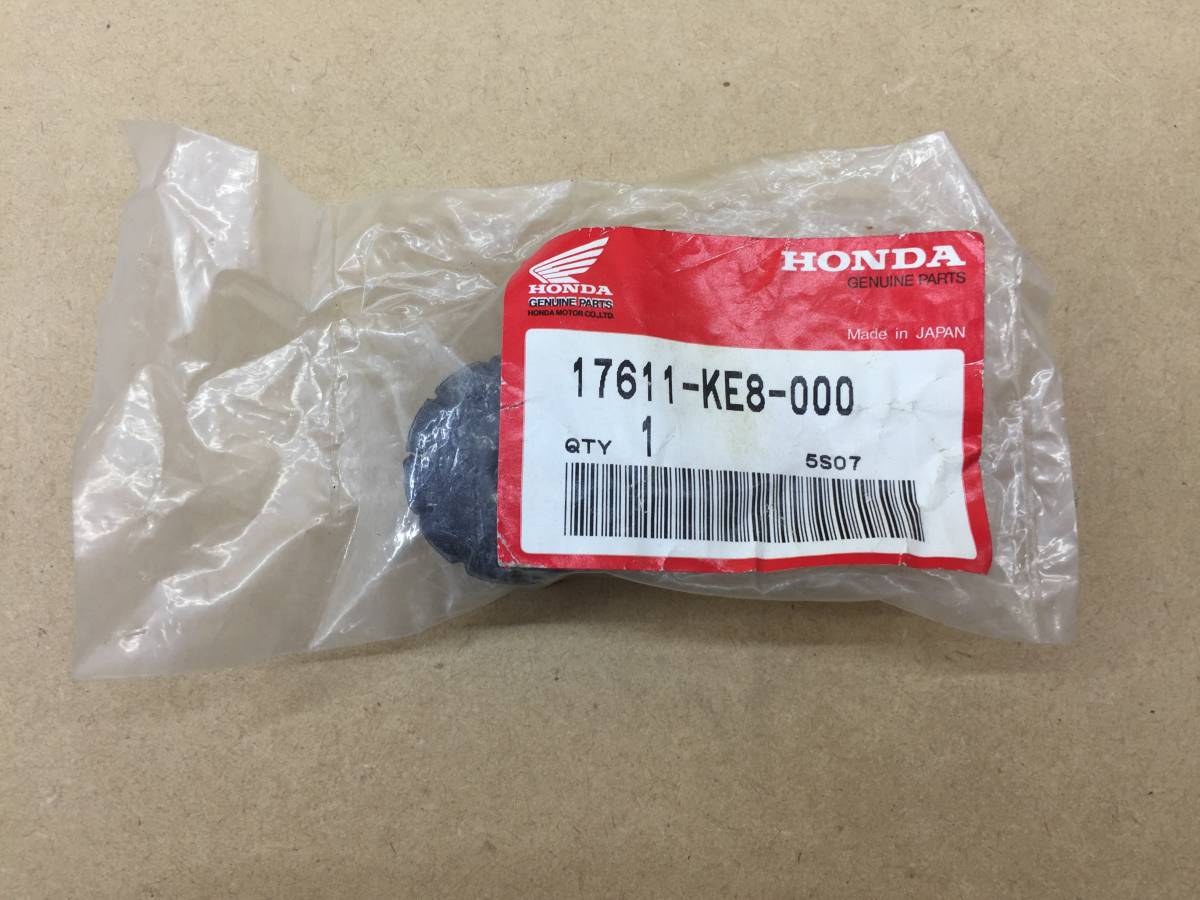 HONDA
GENUINE PARTS
HONDA MOTOR CO.,LTD.
HONDA
GENUINE PARTS
Made in JAPAN
17611-KE8-000
QTY 1
5S07